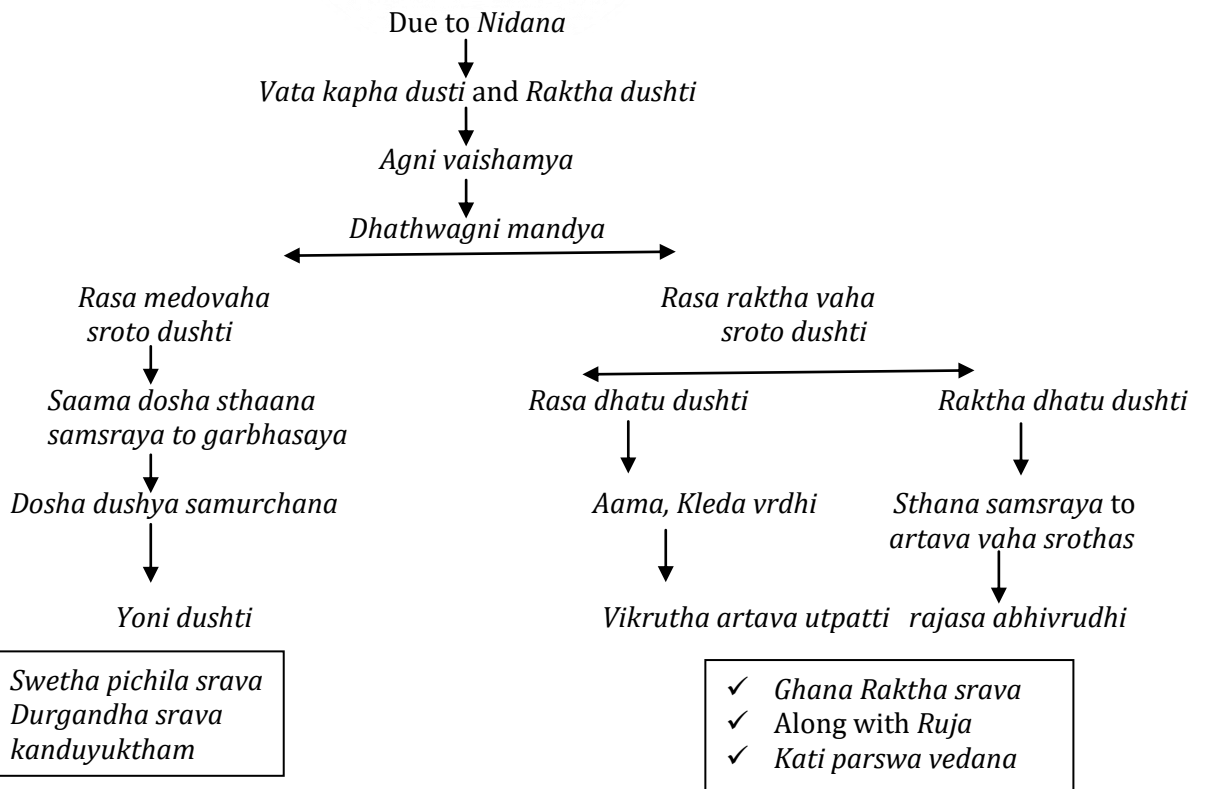 Due to Nidana
Vata kapha dusti and Raktha dushti
Agni vaishamya
Dhathwagni mandya
Rasa medovaha
sroto dushti
Rasa raktha vaha
sroto dushti
Saama dosha sthaana
samsraya to garbhasaya
Rasa dhatu dushti
Raktha dhatu dushti
Dosha dushya samurchana
Aama, Kleda vrdhi
Sthana samsraya to
artava vaha srothas
Yoni dushti
Vikrutha artava utpatti
rajasa abhivrudhi
Swetha pichila srava
Durgandha srava
kanduyuktham
✓ Ghana Raktha srava
✓ Along with Ruja
✓ Kati parswa vedana